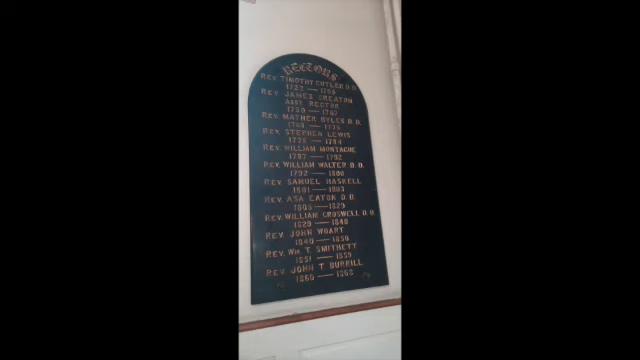 RECTORS
REV. TIMOTHY CUTLER D.D.
1723 — 1765
REV. JAMES GREATON
ASST. RECTOR
1759 — 1767
REV. MATHER BYLES D.D.
1768 — 1775
REV. STEPHEN LEWIS
1778 — 1784
REV. WILLIAM MONTAGUE
1787 — 1792
REV. WILLIAM WALTER D.D.
1792 — 1800
REV. SAMUEL HASKELL
1801 — 1803
REV. ASA EATON D.D.
1805 — 1829
REV. WILLIAM CROSWELL D.D.
1829 — 1840
REV. JOHN WOART
1840 — 1850
REV. WM T. SMITHETT
1851 — 1859
REV. JOHN T BURRILL
1860 — 1868